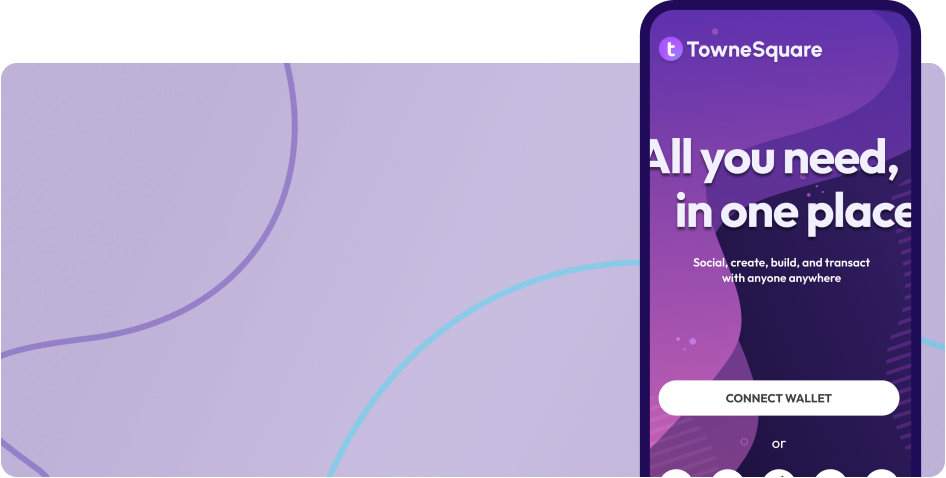 TowneSquare
All you need,
in one place
Social, create, build, and transact
with anyone anywhere
CONNECT WALLET
or